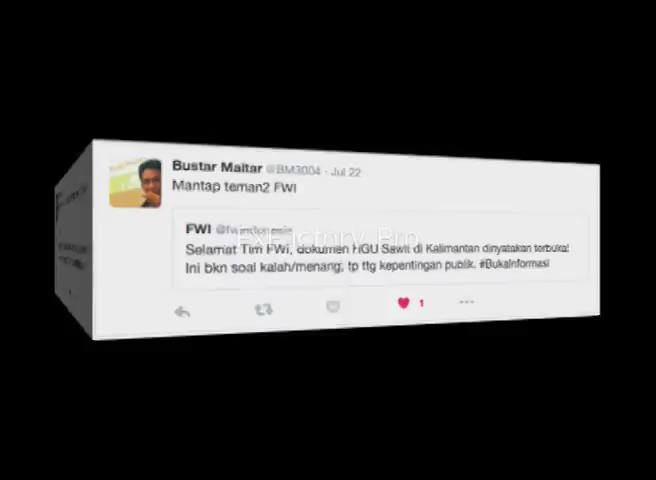 Bustar Maitar @BM3004 · Jul 22
Mantap teman2 FWI
FWI @fwindonesia
Selamat Tim FWI, dokumen HGU Sawit di Kalimantan dinyatakan terbuka!
Ini bkn soal kalah/menang, tp ttg kepentingan publik. #BukaInformasi
1